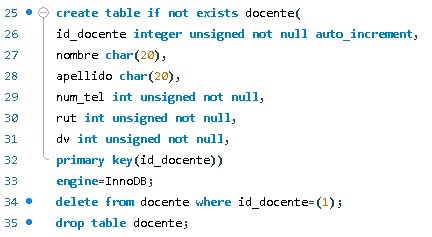 25 create table if not exists docente(
26 id_docente integer unsigned not null auto_increment,
27 nombre char(20),
28 apellido char(20),
29 num_tel int unsigned not null,
30 rut int unsigned not null,
31 dv int unsigned not null,
32 primary key(id_docente))
33 engine=InnoDB;
34 delete from docente where id_docente=(1);
35 drop table docente;